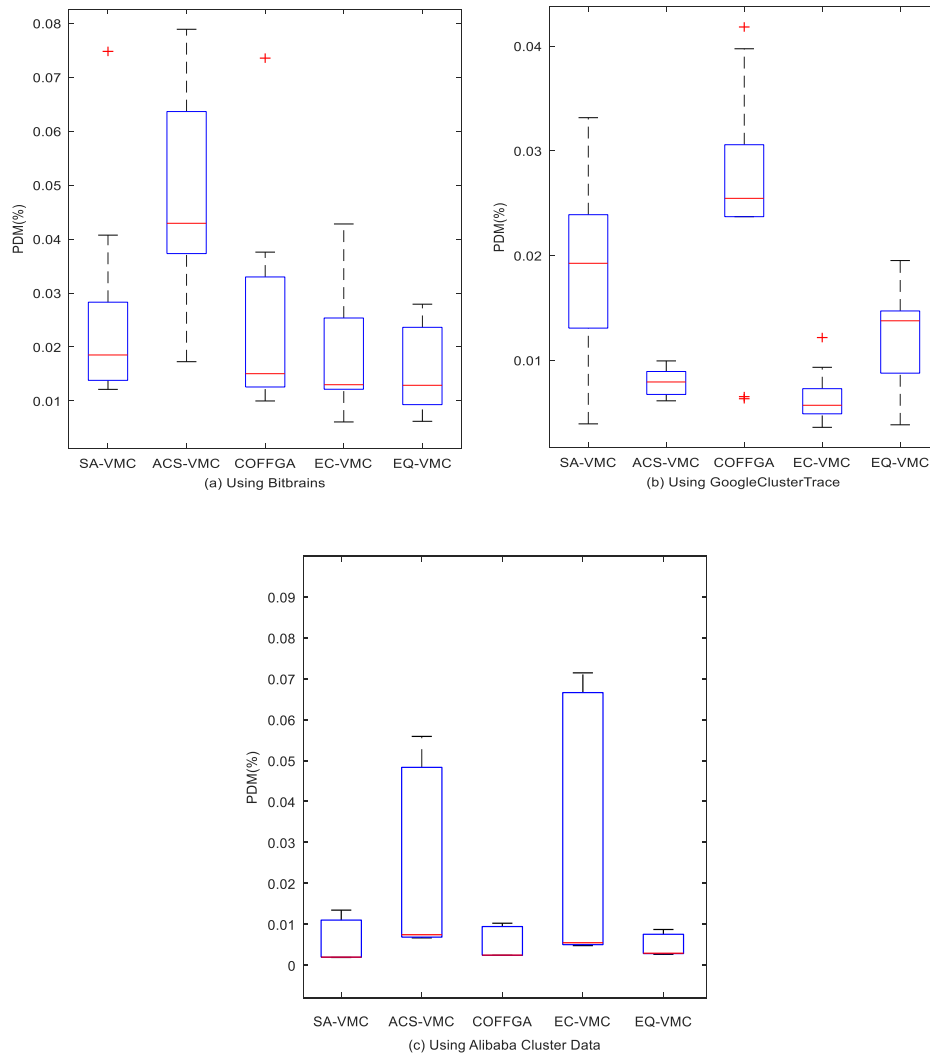 0.08
0.07
0.06
0.05
0.04
0.03
0.02
0.01
PDM(%)
SA-VMC ACS-VMC COFFGA EC-VMC EQ-VMC
(a) Using Bitbrains
0.04
0.03
0.02
0.01
PDM(%)
SA-VMC ACS-VMC COFFGA EC-VMC EQ-VMC
(b) Using GoogleClusterTrace
0.09
0.08
0.07
0.06
0.05
0.04
0.03
0.02
0.01
0
PDM(%)
SA-VMC ACS-VMC COFFGA EC-VMC EQ-VMC
(c) Using Alibaba Cluster Data